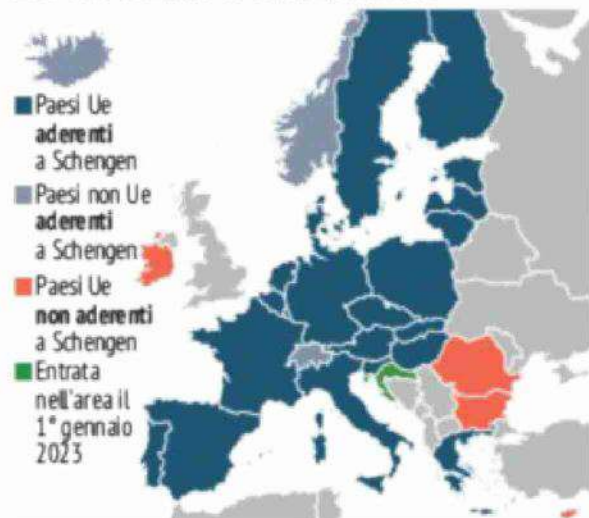 Paesi Ue
aderenti
a Schengen
Paesi non Ue
aderenti
a Schengen
Paesi Ue
non aderenti
a Schengen
Entrata
nell'area il
1° gennaio
2023